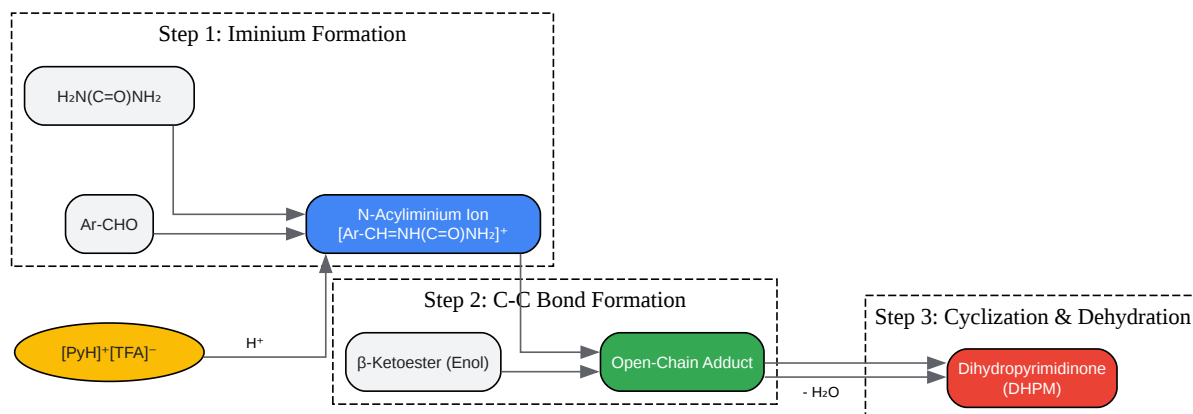 Step 1: Iminium Formation
H₂N(C=O)NH₂
Ar-CHO
N-Acyliminium Ion
[Ar-CH=NH(C=O)NH₂]⁺
[PyH]⁺[TFA]⁻
H⁺
Step 2: C-C Bond Formation
β-Ketoester (Enol)
Open-Chain Adduct
- H₂O
Step 3: Cyclization & Dehydration
Dihydropyrimidinone
(DHPM)